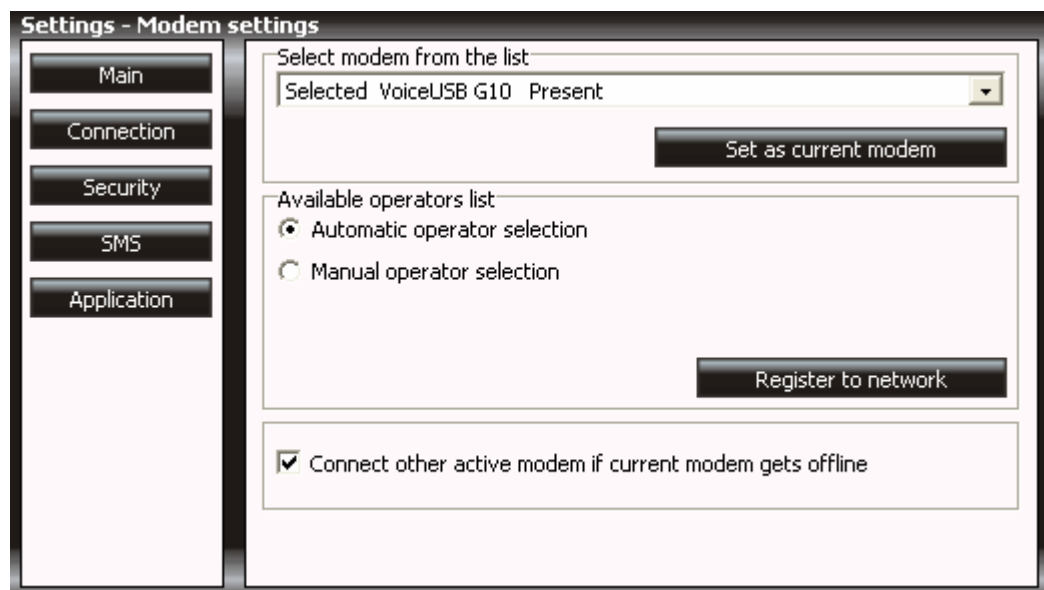 Settings - Modem settings
Main
Connection
Security
SMS
Application
Select modem from the list
Selected VoiceUSB G10 Present
Set as current modem
Available operators list
Automatic operator selection
Manual operator selection
Register to network
Connect other active modem if current modem gets offline